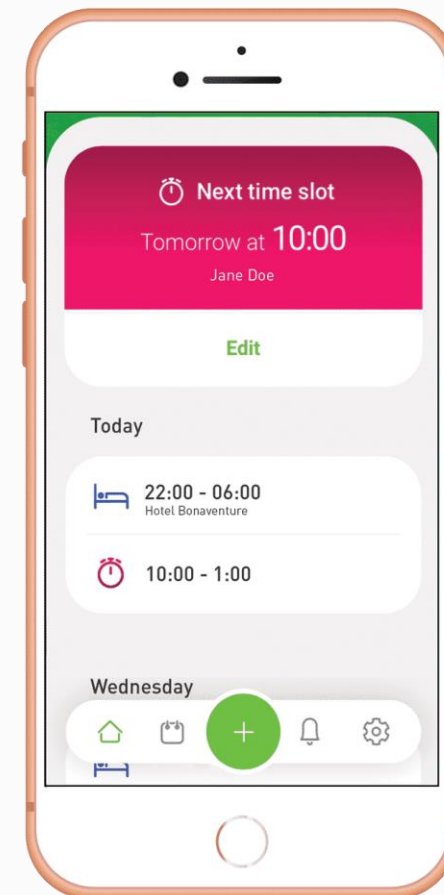 Next time slot
Tomorrow at 10:00
Jane Doe
Edit
Today
22:00 - 06:00
Hotel Bonaventure
10:00 - 1:00
Wednesday